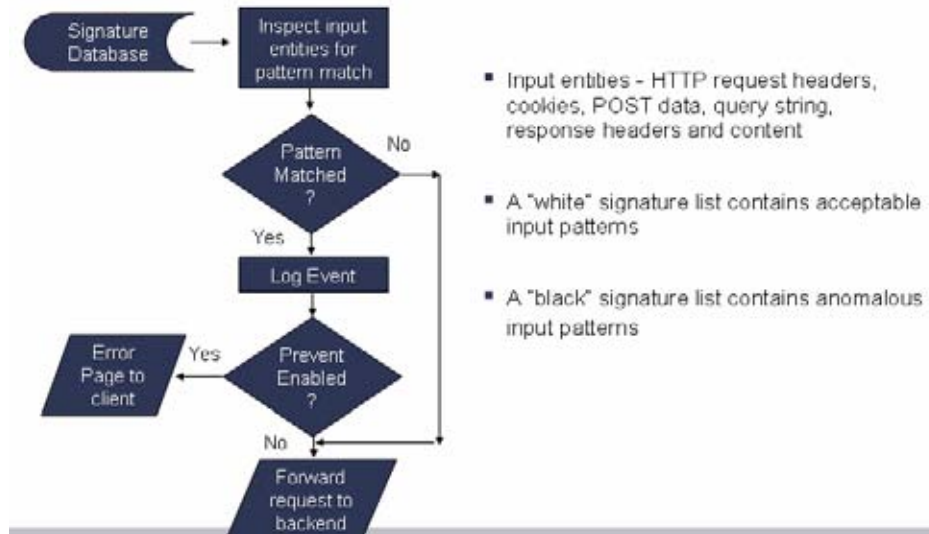 Signature
Database
Inspect input
entities for
pattern match
Pattern
Matched
?
No
Yes
Log Event
Prevent
Enabled
?
Yes
Error
Page to
client
No
Forward
request to
backend
▪ Input entities - HTTP request headers,
cookies, POST data, query string,
response headers and content
▪ A "white" signature list contains acceptable
input patterns
▪ A "black" signature list contains anomalous
input patterns